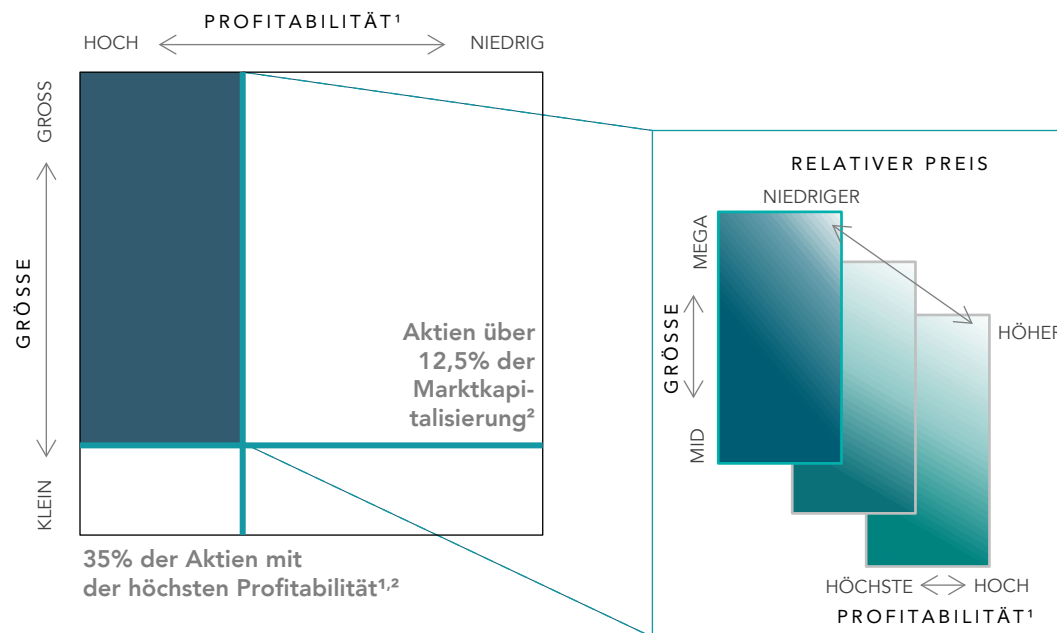 PROFITABILITÄT¹
HOCH
NIEDRIG
GROSS
GRÖSSE
KLEIN
Aktien über
12,5% der
Marktkapi-
talisierung²
35% der Aktien mit
der höchsten Profitabilität¹,²
RELATIVER PREIS
NIEDRIGER
HÖHER
MEGA
GRÖSSE
MID
HÖCHSTE
HOCH
PROFITABILITÄT¹